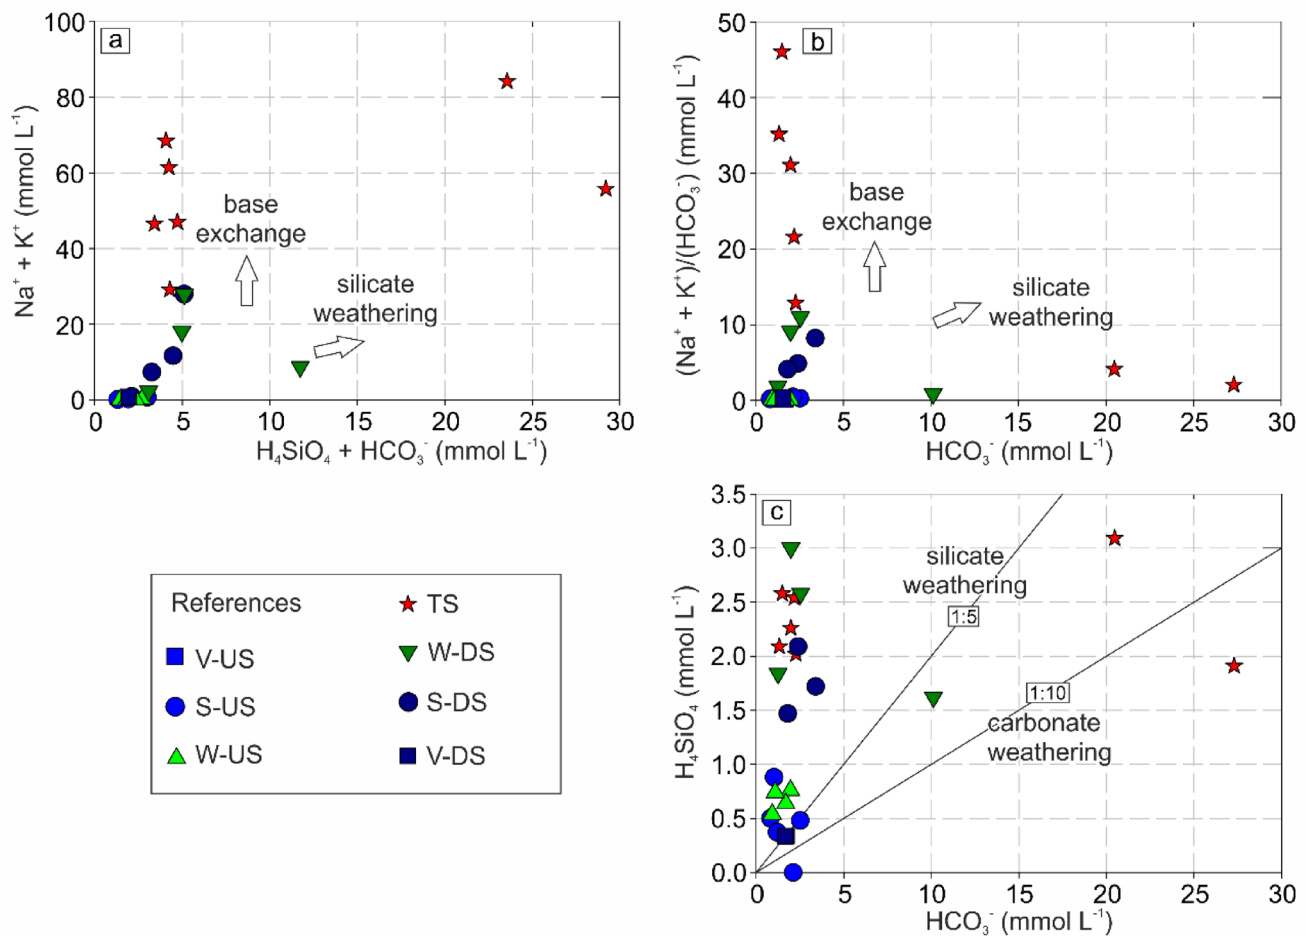 a
100
80
60
40
20
0
Na⁺ + K⁺ (mmol L⁻¹)
base
exchange
silicate
weathering
0 5 10 15 20 25 30
H₄SiO₄ + HCO₃⁻ (mmol L⁻¹)
b
50
40
30
20
10
0
(Na⁺ + K⁺)/(HCO₃⁻) (mmol L⁻¹)
base
exchange
silicate
weathering
0 5 10 15 20 25 30
HCO₃⁻ (mmol L⁻¹)
c
3.5
3.0
2.5
2.0
1.5
1.0
0.5
0.0
H₄SiO₄ (mmol L⁻¹)
silicate
weathering
1:5
1:10
carbonate
weathering
0 5 10 15 20 25 30
HCO₃⁻ (mmol L⁻¹)
References
V-US
S-US
W-US
TS
W-DS
S-DS
V-DS